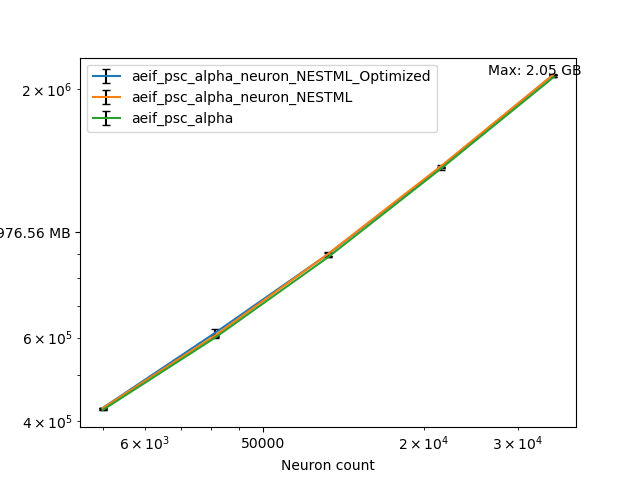 Max: 2.05 GB
aeif_psc_alpha_neuron_NESTML_Optimized
aeif_psc_alpha_neuron_NESTML
aeif_psc_alpha
2 × 10⁶
976.56 MB
6 × 10⁵
4 × 10⁵
6 × 10³ 50000 2 × 10⁴ 3 × 10⁴
Neuron count